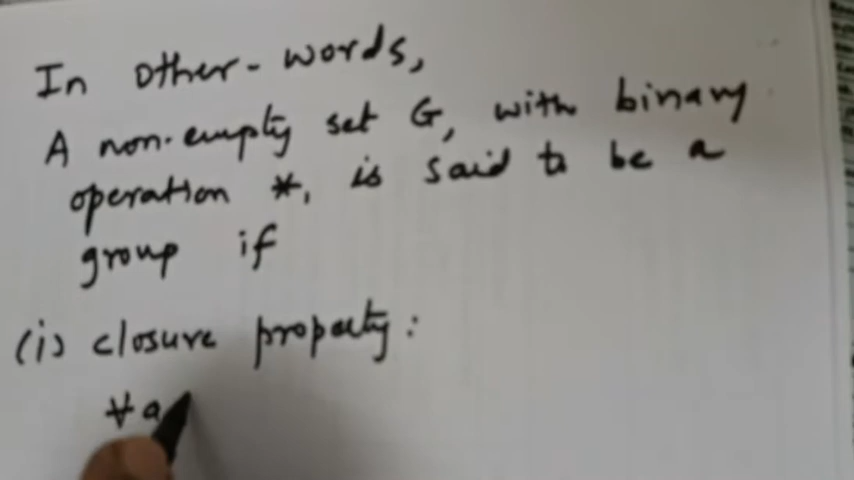 In other-words,
A non-empty set G, with binary
operation *, is said to be a
group if
(i) closure property:
∀ a